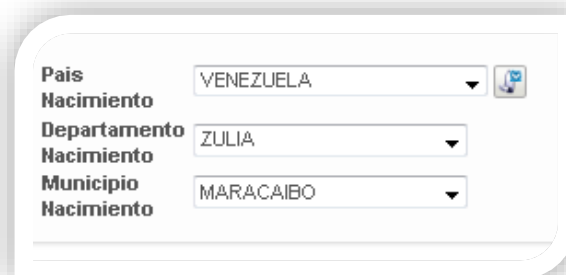 Pais
Nacimiento
VENEZUELA
Departamento
Nacimiento
ZULIA
Municipio
Nacimiento
MARACAIBO